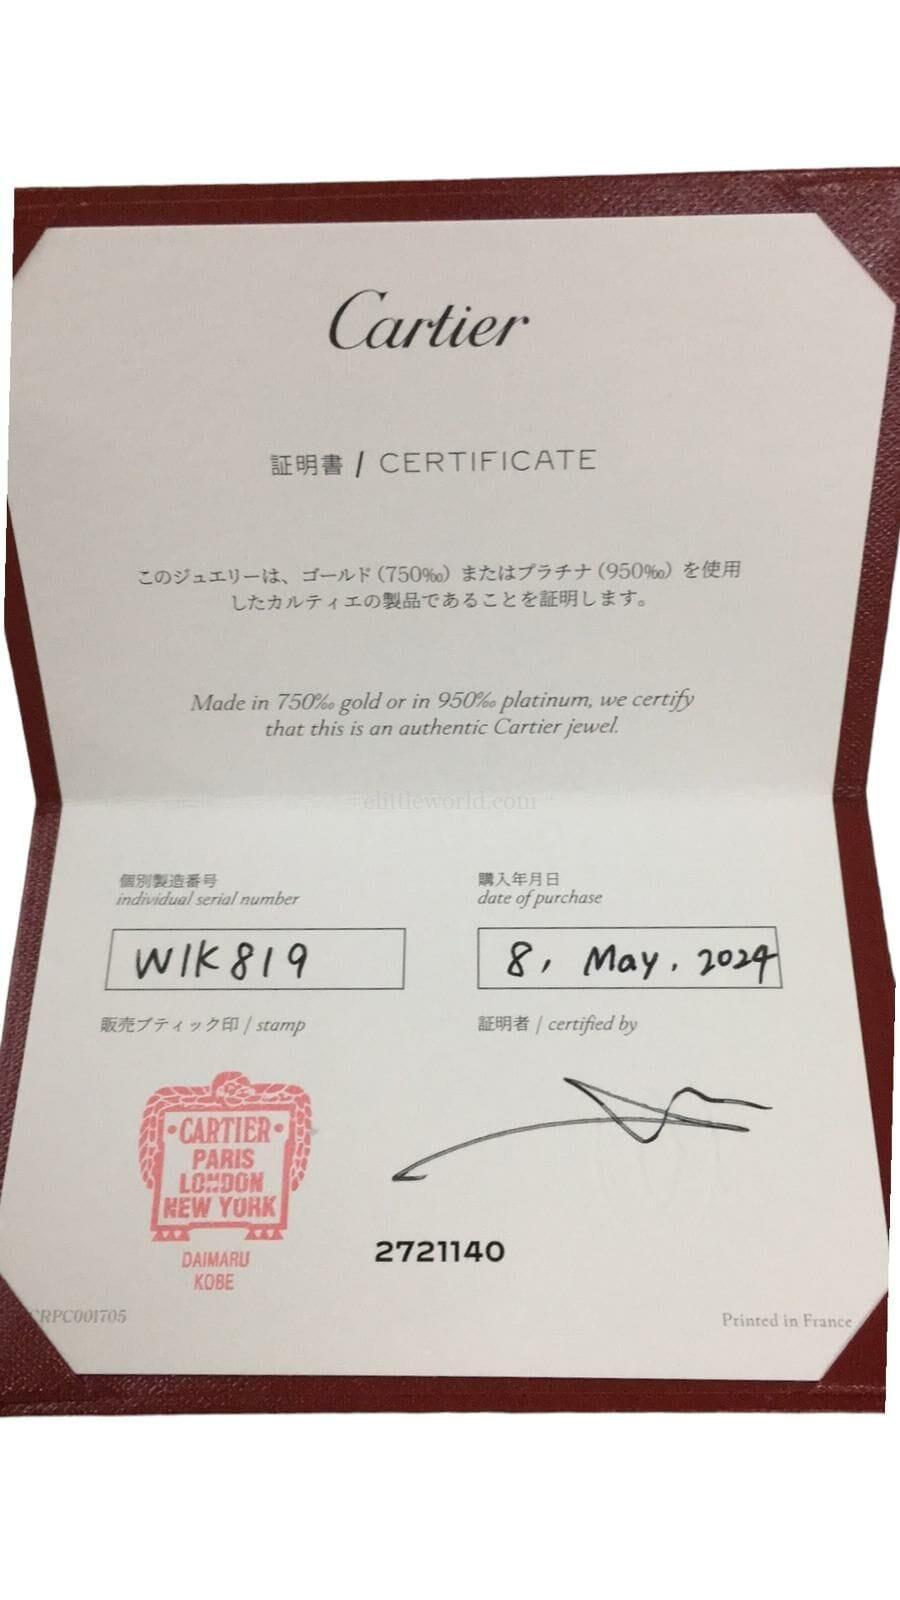 Cartier
証明書 / CERTIFICATE
このジュエリーは、ゴールド(750‰)またはプラチナ(950‰)を使用
したカルティエの製品であることを証明します。
Made in 750‰ gold or in 950‰ platinum, we certify
that this is an authentic Cartier jewel.
elittleworld.com
個別製造番号
individual serial number
購入年月日
date of purchase
WIK819
8, May. 2024
販売ブティック印 / stamp
証明者 / certified by
CARTIER
PARIS
LONDON
NEW YORK
DAIMARU
KOBE
2721140
CRPC001705
Printed in France